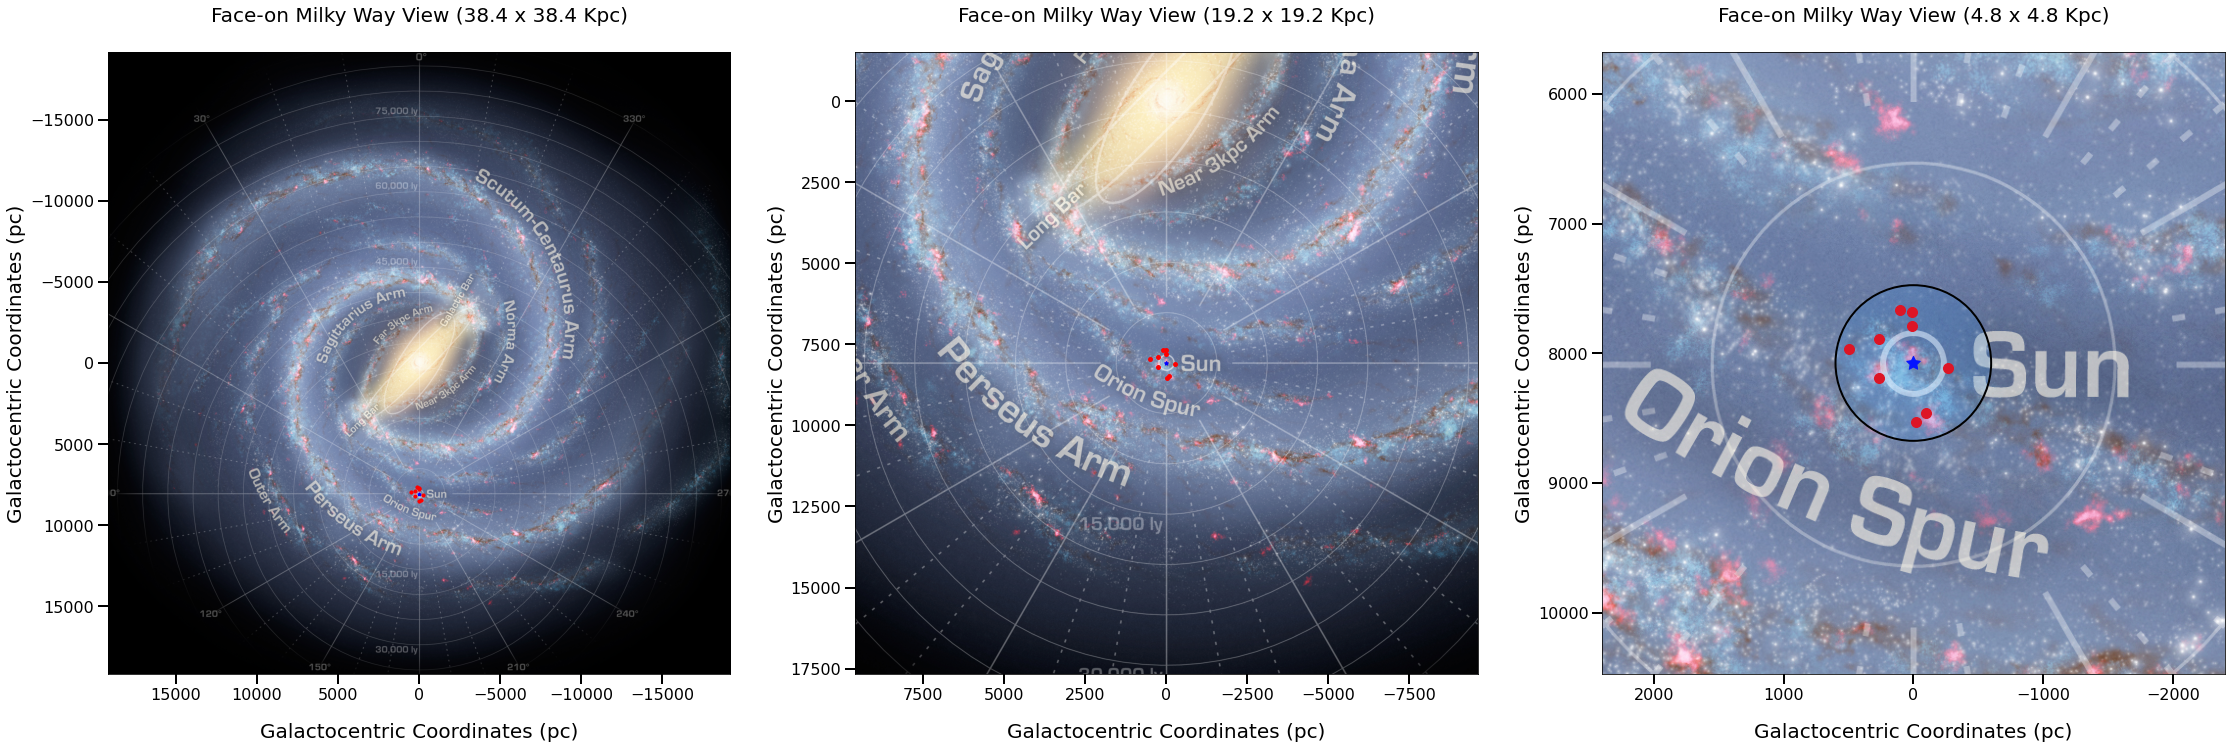 Face-on Milky Way View (38.4 x 38.4 Kpc)
Galactocentric Coordinates (pc)
−15000
−10000
−5000
0
5000
10000
15000
0°
30°
330°
75,000 ly
60,000 ly
45,000 ly
Scutum-Centaurus Arm
Sagittarius Arm
Far 3kpc Arm
Galactic Bar
Norma Arm
Near 3kpc Arm
Long Bar
Outer Arm
Perseus Arm
Orion Spur
Sun
0°
27
15,000 ly
30,000 ly
120°
240°
150°
210°
15000 10000 5000 0 −5000 −10000 −15000
Galactocentric Coordinates (pc)
Face-on Milky Way View (19.2 x 19.2 Kpc)
Galactocentric Coordinates (pc)
0
2500
5000
7500
10000
12500
15000
17500
Sag
a Arm
rm
Near 3kpc Arm
Long Bar
Sun
Orion Spur
Perseus Arm
er Arm
15,000 ly
30,000 ly
7500 5000 2500 0 −2500 −5000 −7500
Galactocentric Coordinates (pc)
Face-on Milky Way View (4.8 x 4.8 Kpc)
Galactocentric Coordinates (pc)
6000
7000
8000
9000
10000
Sun
Orion Spur
2000 1000 0 −1000 −2000
Galactocentric Coordinates (pc)